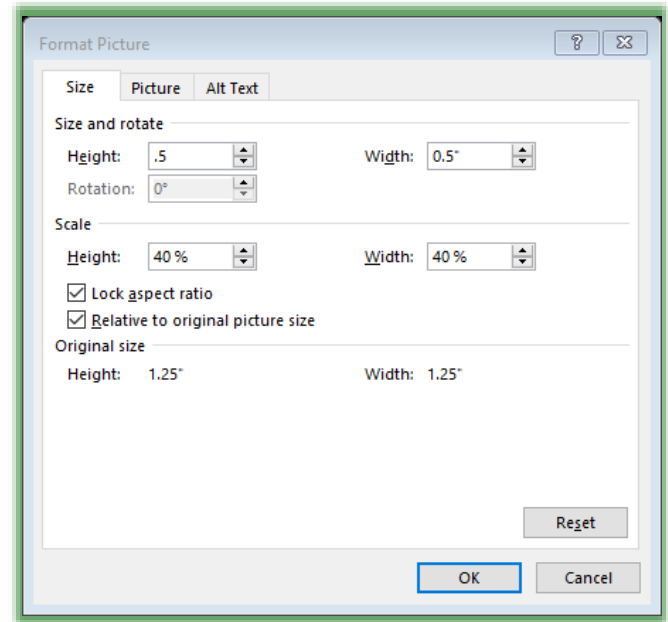 Format Picture ?
Size Picture Alt Text
Size and rotate
Height: .5 Width: 0.5"
Rotation: 0°
Scale
Height: 40 % Width: 40 %
Lock aspect ratio
Relative to original picture size
Original size
Height: 1.25" Width: 1.25"
Reset
OK Cancel